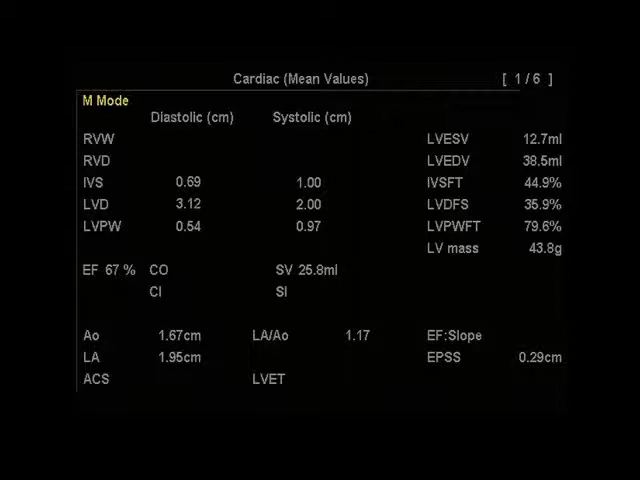 Cardiac (Mean Values) [ 1 / 6 ]
M Mode
Diastolic (cm) Systolic (cm)
RVW LVESV 12.7ml
RVD LVEDV 38.5ml
IVS 0.69 1.00 IVSFT 44.9%
LVD 3.12 2.00 LVDFS 35.9%
LVPW 0.54 0.97 LVPWFT 79.6%
LV mass 43.8g
EF 67 % CO SV 25.8ml
CI SI
Ao 1.67cm LA/Ao 1.17 EF:Slope
LA 1.95cm EPSS 0.29cm
ACS LVET